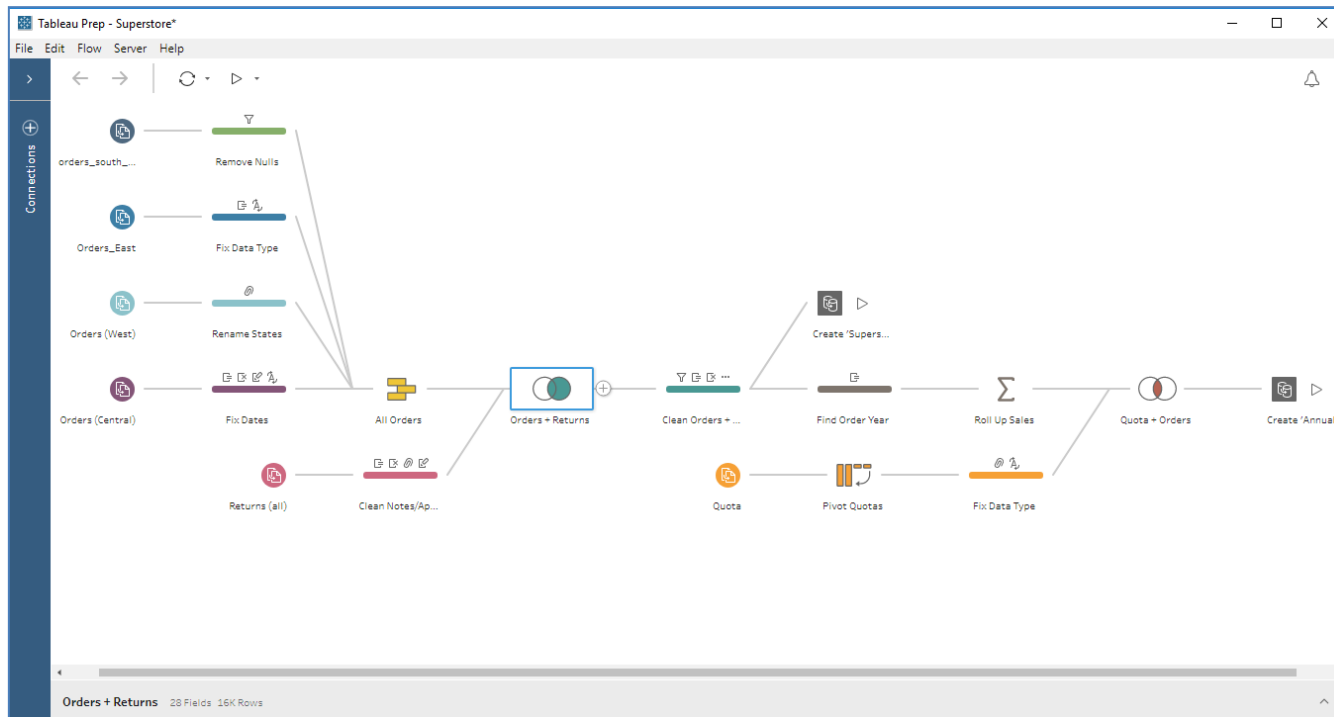 Tableau Prep - Superstore*
File Edit Flow Server Help
Connections
orders_south_...
Remove Nulls
Orders_East
Fix Data Type
Orders (West)
Rename States
Create 'Supers...
Orders (Central)
Fix Dates
All Orders
Orders + Returns
Clean Orders + ...
Find Order Year
Roll Up Sales
Quota + Orders
Create 'Annual
Returns (all)
Clean Notes/Ap...
Quota
Pivot Quotas
Fix Data Type
Orders + Returns 28 Fields 16K Rows